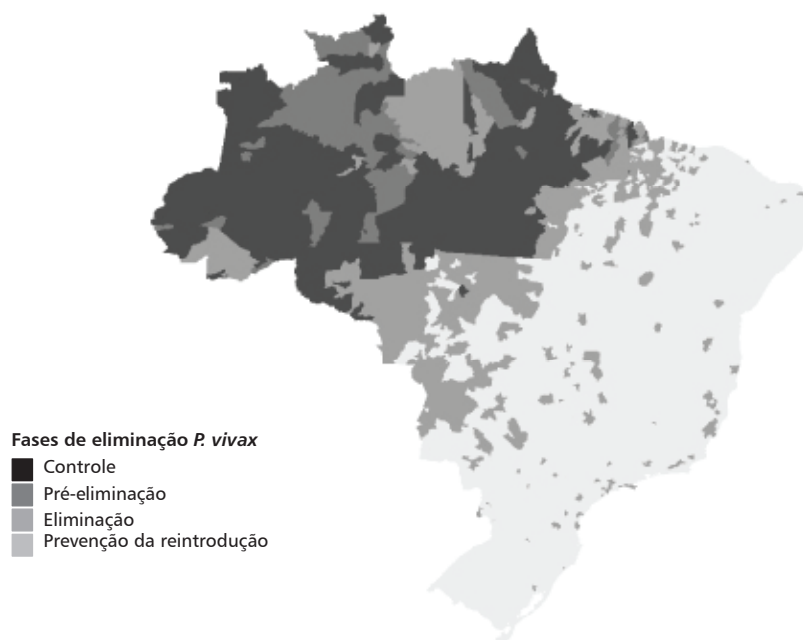 Fases de eliminação P. vivax
Controle
Pré-eliminação
Eliminação
Prevenção da reintrodução